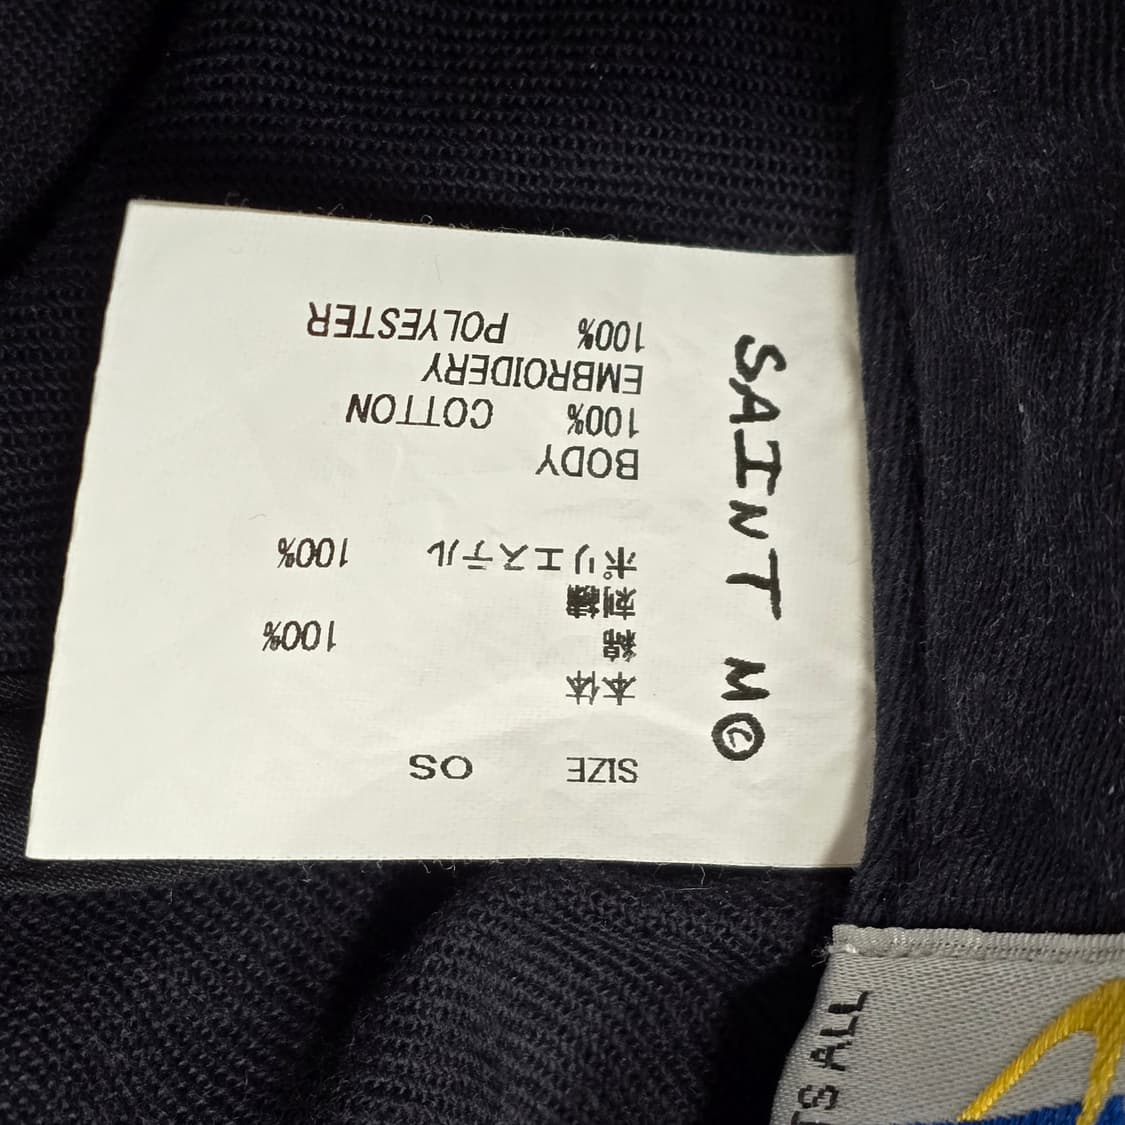 SAINT M©
SIZE OS
本体
綿 100%
刺繍
ポリエステル 100%
BODY
100% COTTON
EMBROIDERY
100% POLYESTER